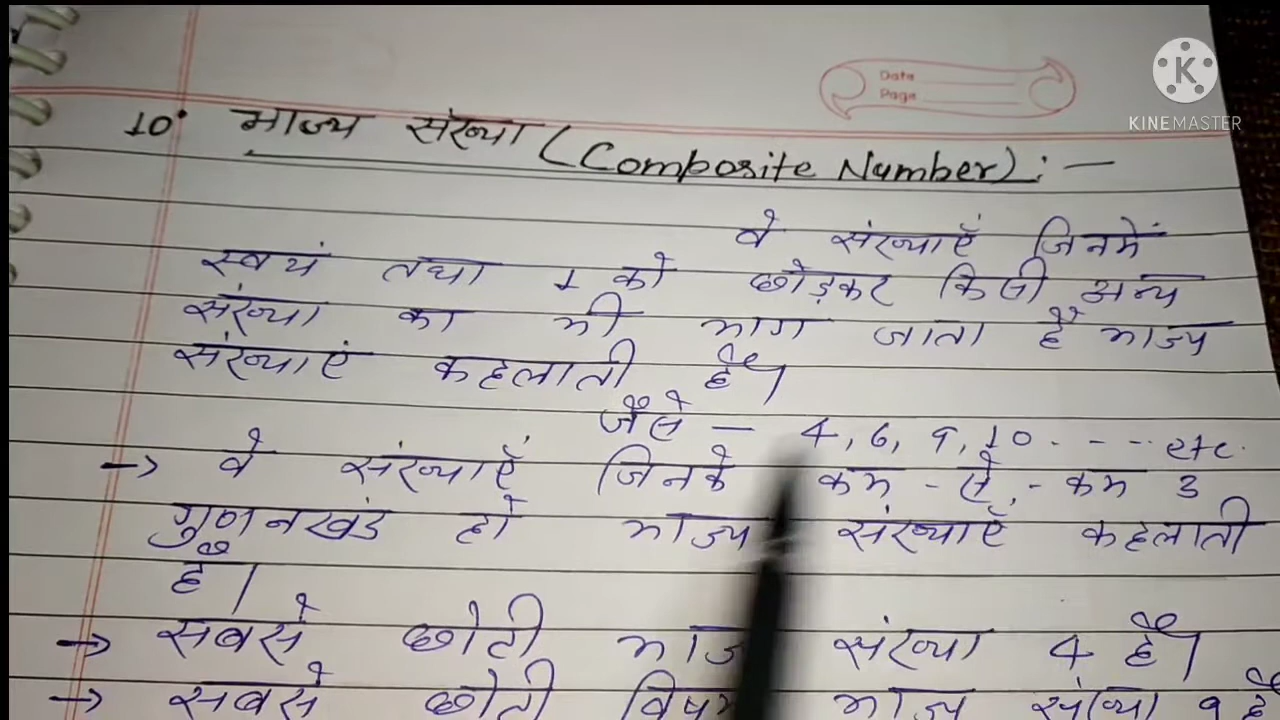 Date
Page
KINEMASTER
10. भाज्य संख्या (Composite Number) : —
वे संख्याएँ जिनमें
स्वयं तथा 1 को छोड़कर किसी अन्य
संख्या का भी भाग जाता है भाज्य
संख्याएं कहलाती है।
जैसे — 4, 6, 9, 10 - - - etc.
→ वे संख्याएँ जिनके कम - से - कम 3
गुणनखंड हो भाज्य संख्याएँ कहलाती
है।
→ सबसे छोटी संख्या 4 है।
→ सबसे छोटी भाज्य संख्या 9 है